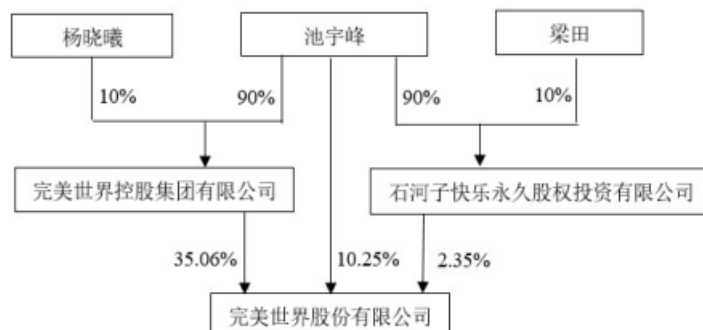 杨晓曦
池宇峰
梁田
10%
90%
90%
10%
完美世界控股集团有限公司
石河子快乐永久股权投资有限公司
35.06%
10.25%
2.35%
完美世界股份有限公司